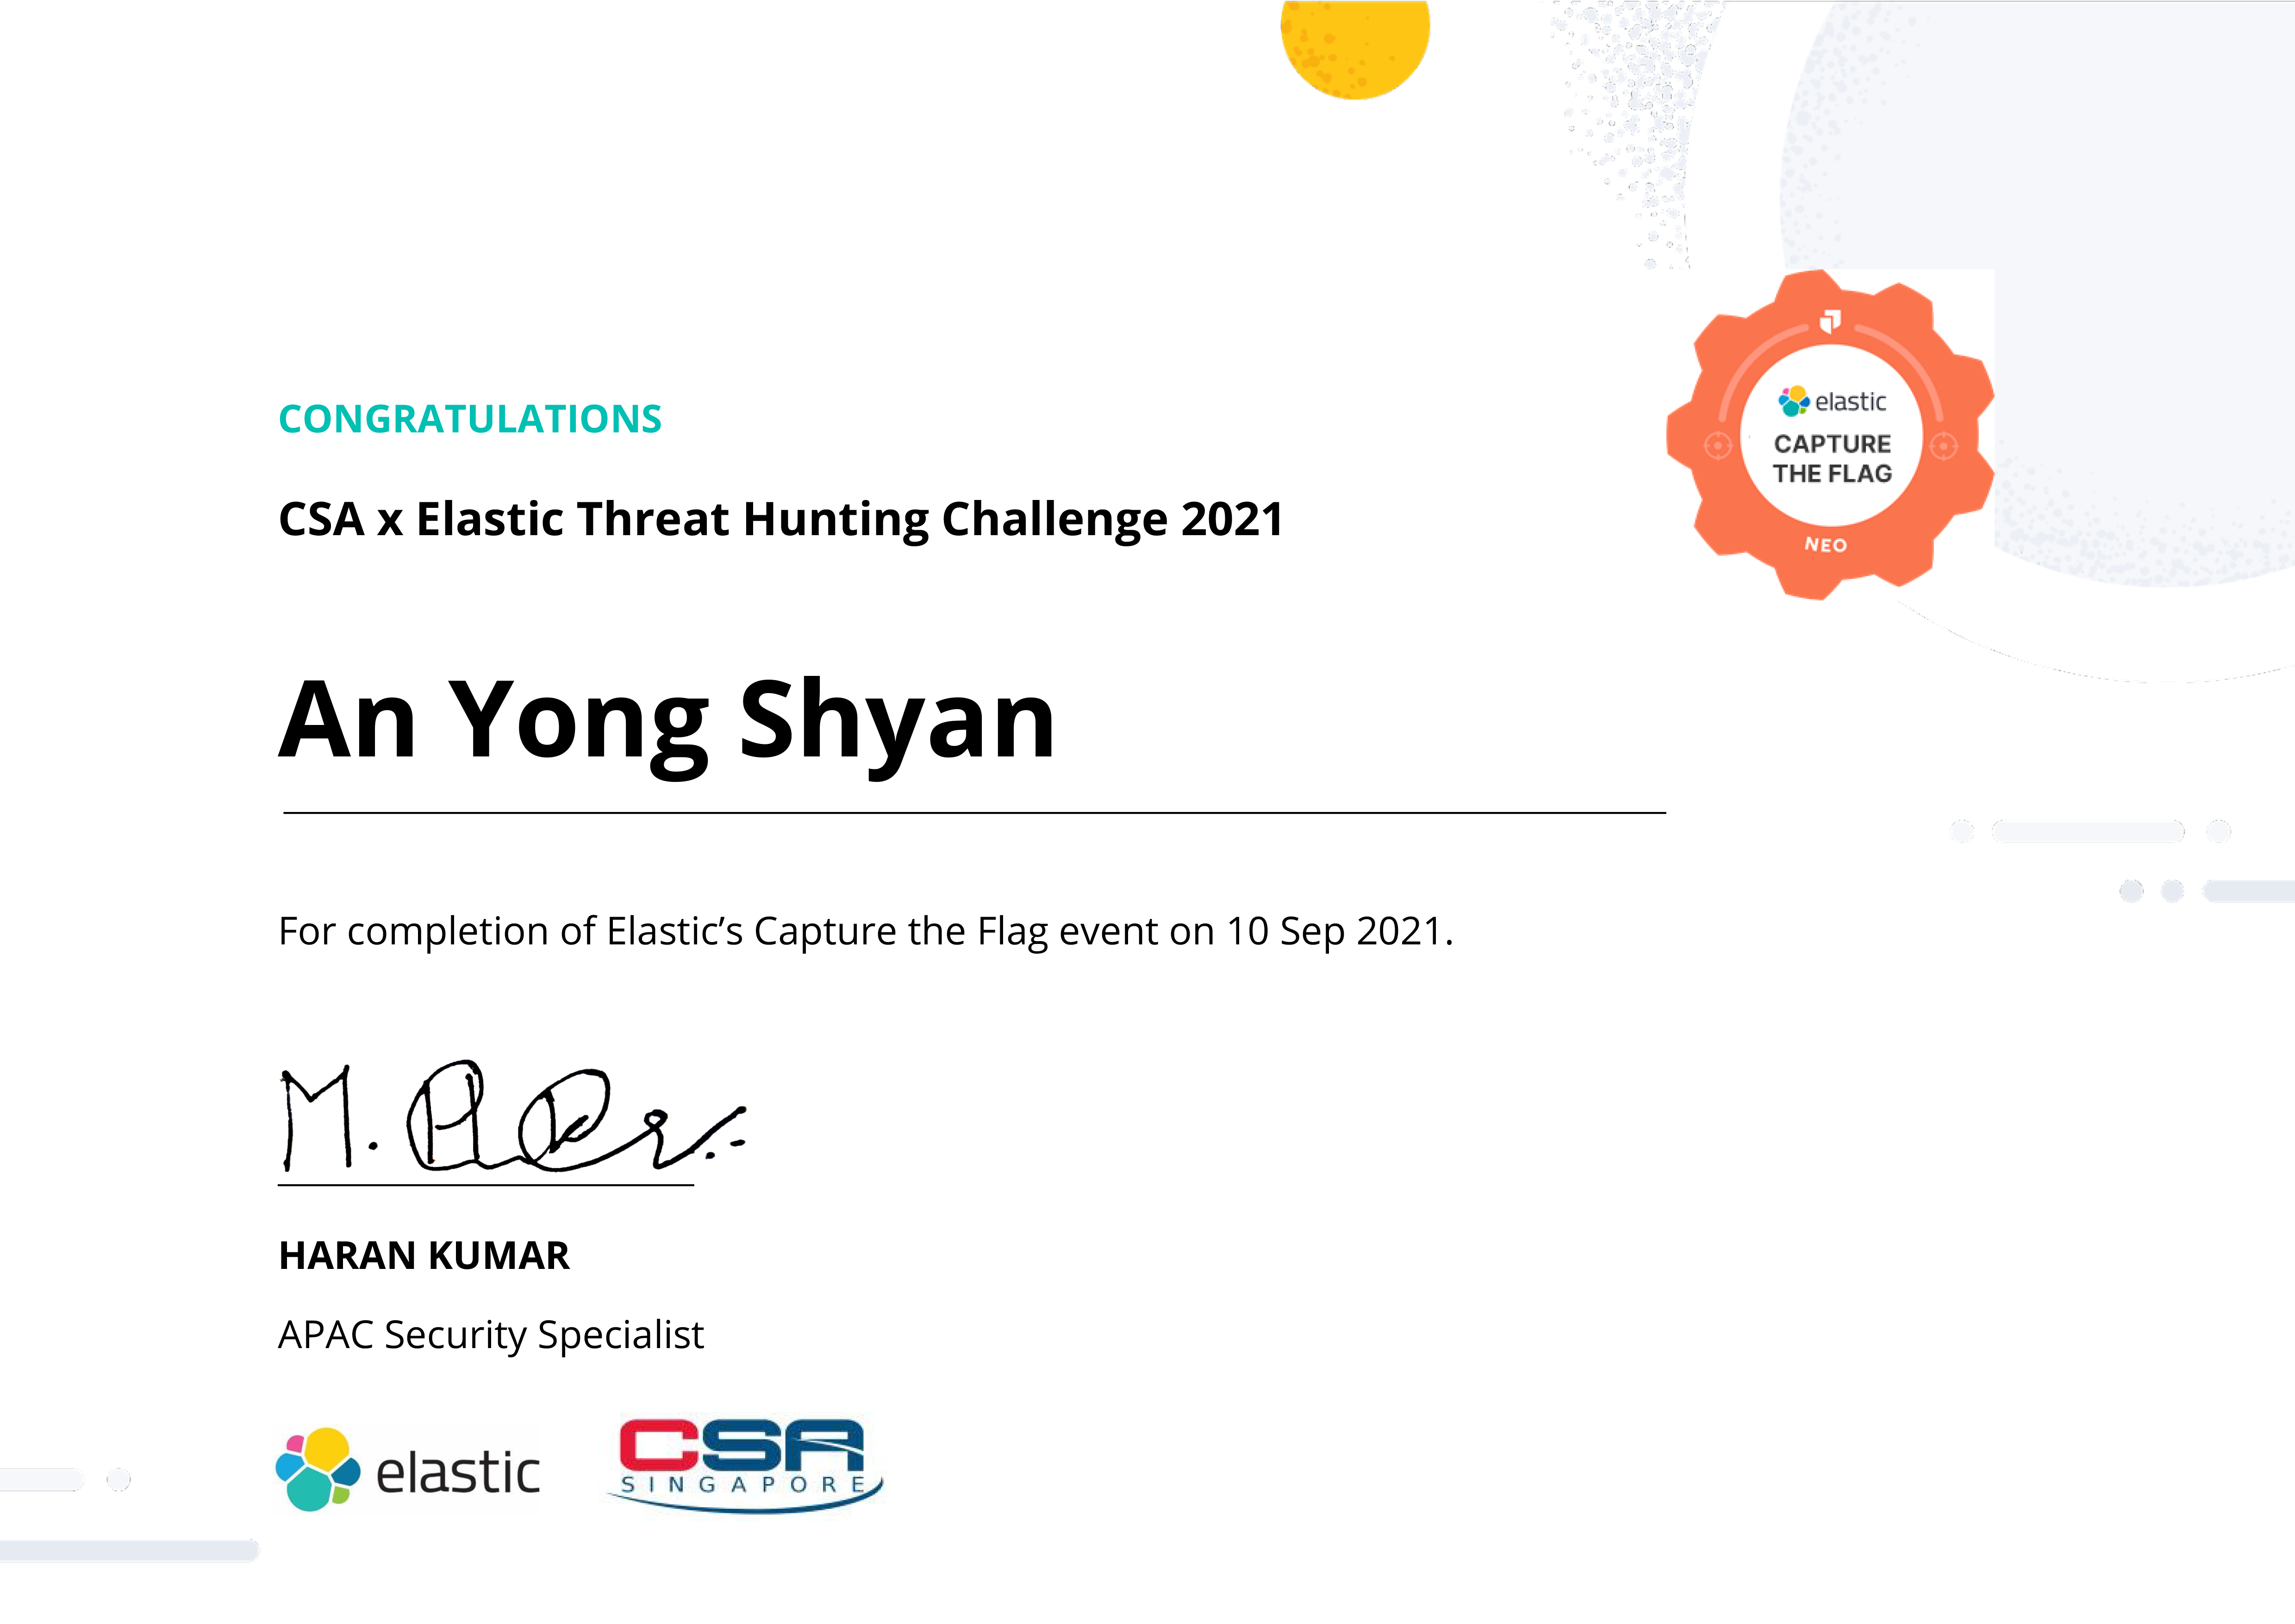 CONGRATULATIONS
CSA x Elastic Threat Hunting Challenge 2021
elastic
CAPTURE
THE FLAG
NEO
An Yong Shyan
For completion of Elastic’s Capture the Flag event on 10 Sep 2021.
HARAN KUMAR
APAC Security Specialist
elastic
CSA
SINGAPORE